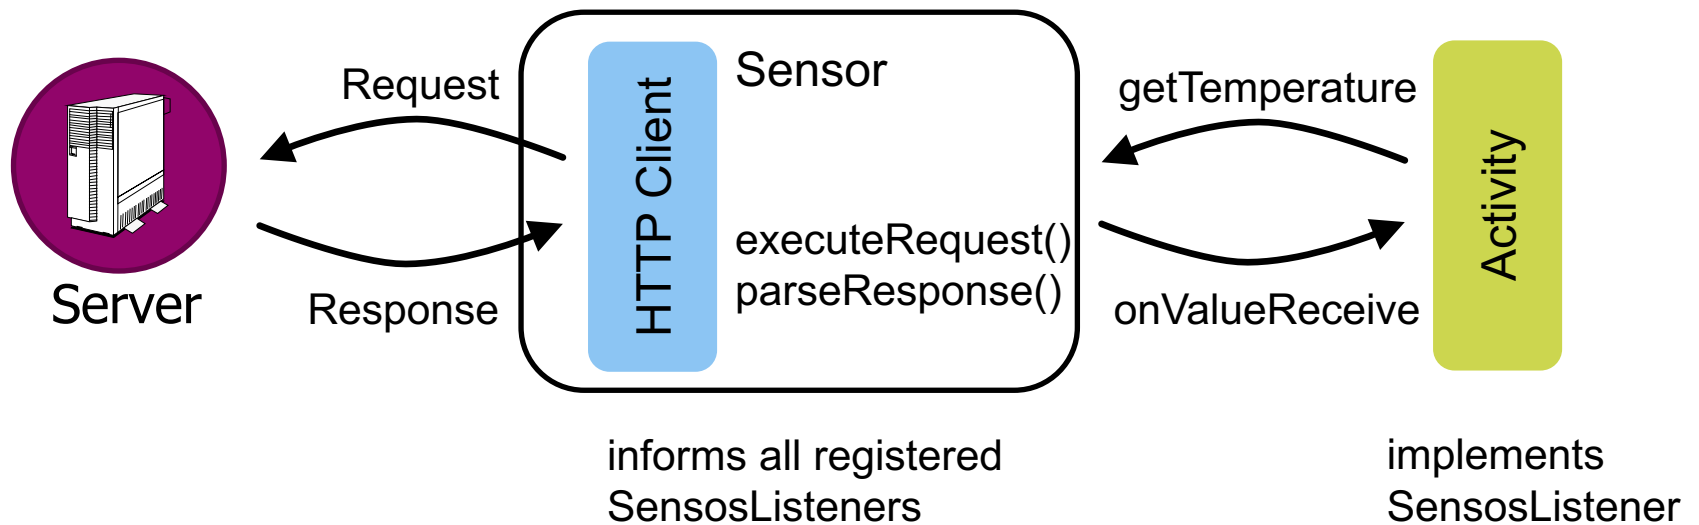 Server
Request
Response
HTTP Client
Sensor
executeRequest()
parseResponse()
getTemperature
onValueReceive
Activity
informs all registered
SensosListeners
implements
SensosListener